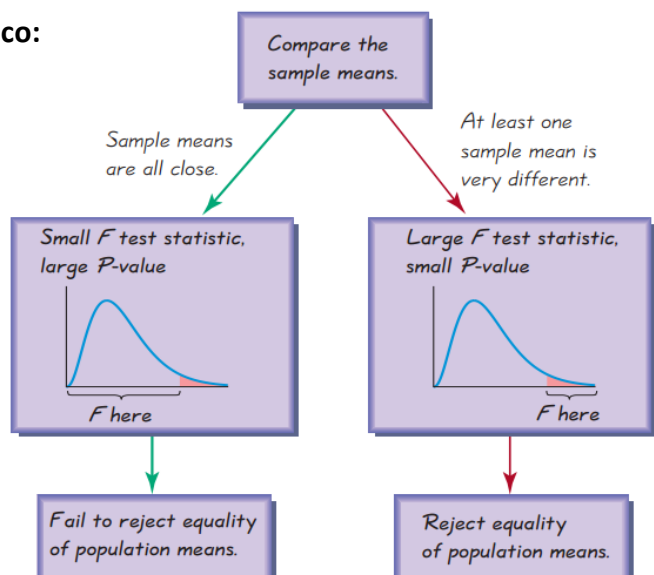 co:
Compare the
sample means.
Sample means
are all close.
At least one
sample mean is
very different.
Small F test statistic,
large P-value
F here
Large F test statistic,
small P-value
F here
Fail to reject equality
of population means.
Reject equality
of population means.